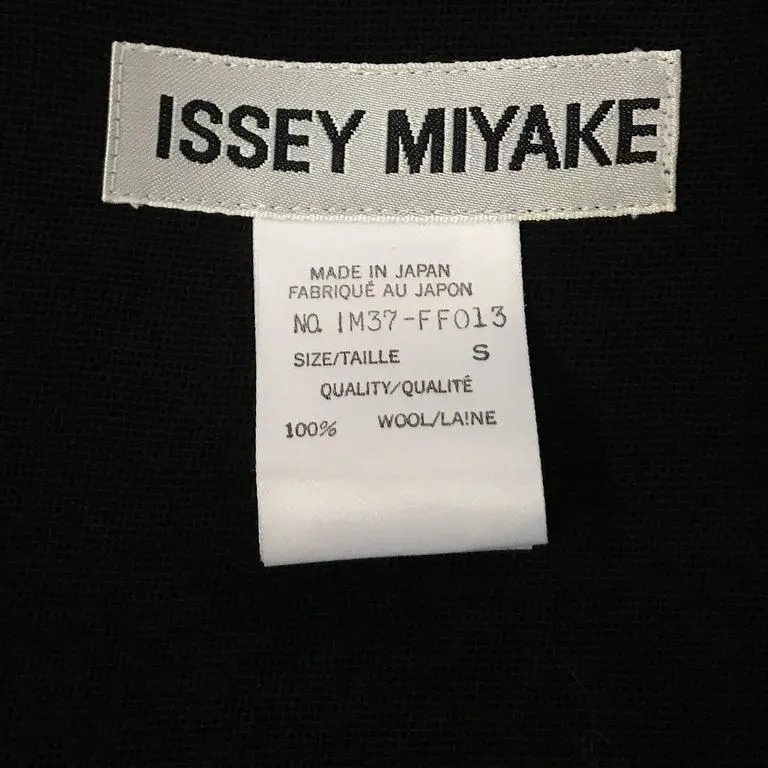 ISSEY MIYAKE
MADE IN JAPAN
FABRIQUÉ AU JAPON
NO. IM37-FF013
SIZE/TAILLE S
QUALITY/QUALITÉ
100% WOOL/LAINE